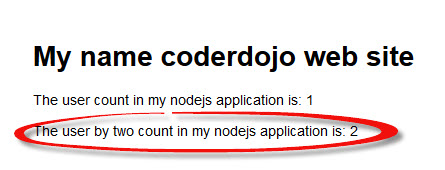 My name coderdojo web site
The user count in my nodejs application is: 1
The user by two count in my nodejs application is: 2